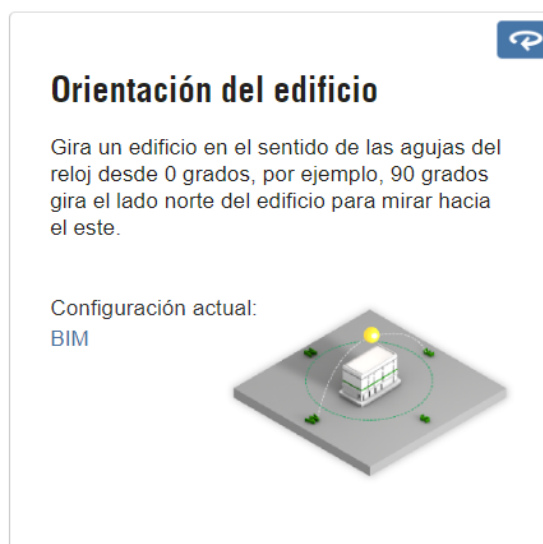 Orientación del edificio
Gira un edificio en el sentido de las agujas del
reloj desde 0 grados, por ejemplo, 90 grados
gira el lado norte del edificio para mirar hacia
el este.
Configuración actual:
BIM